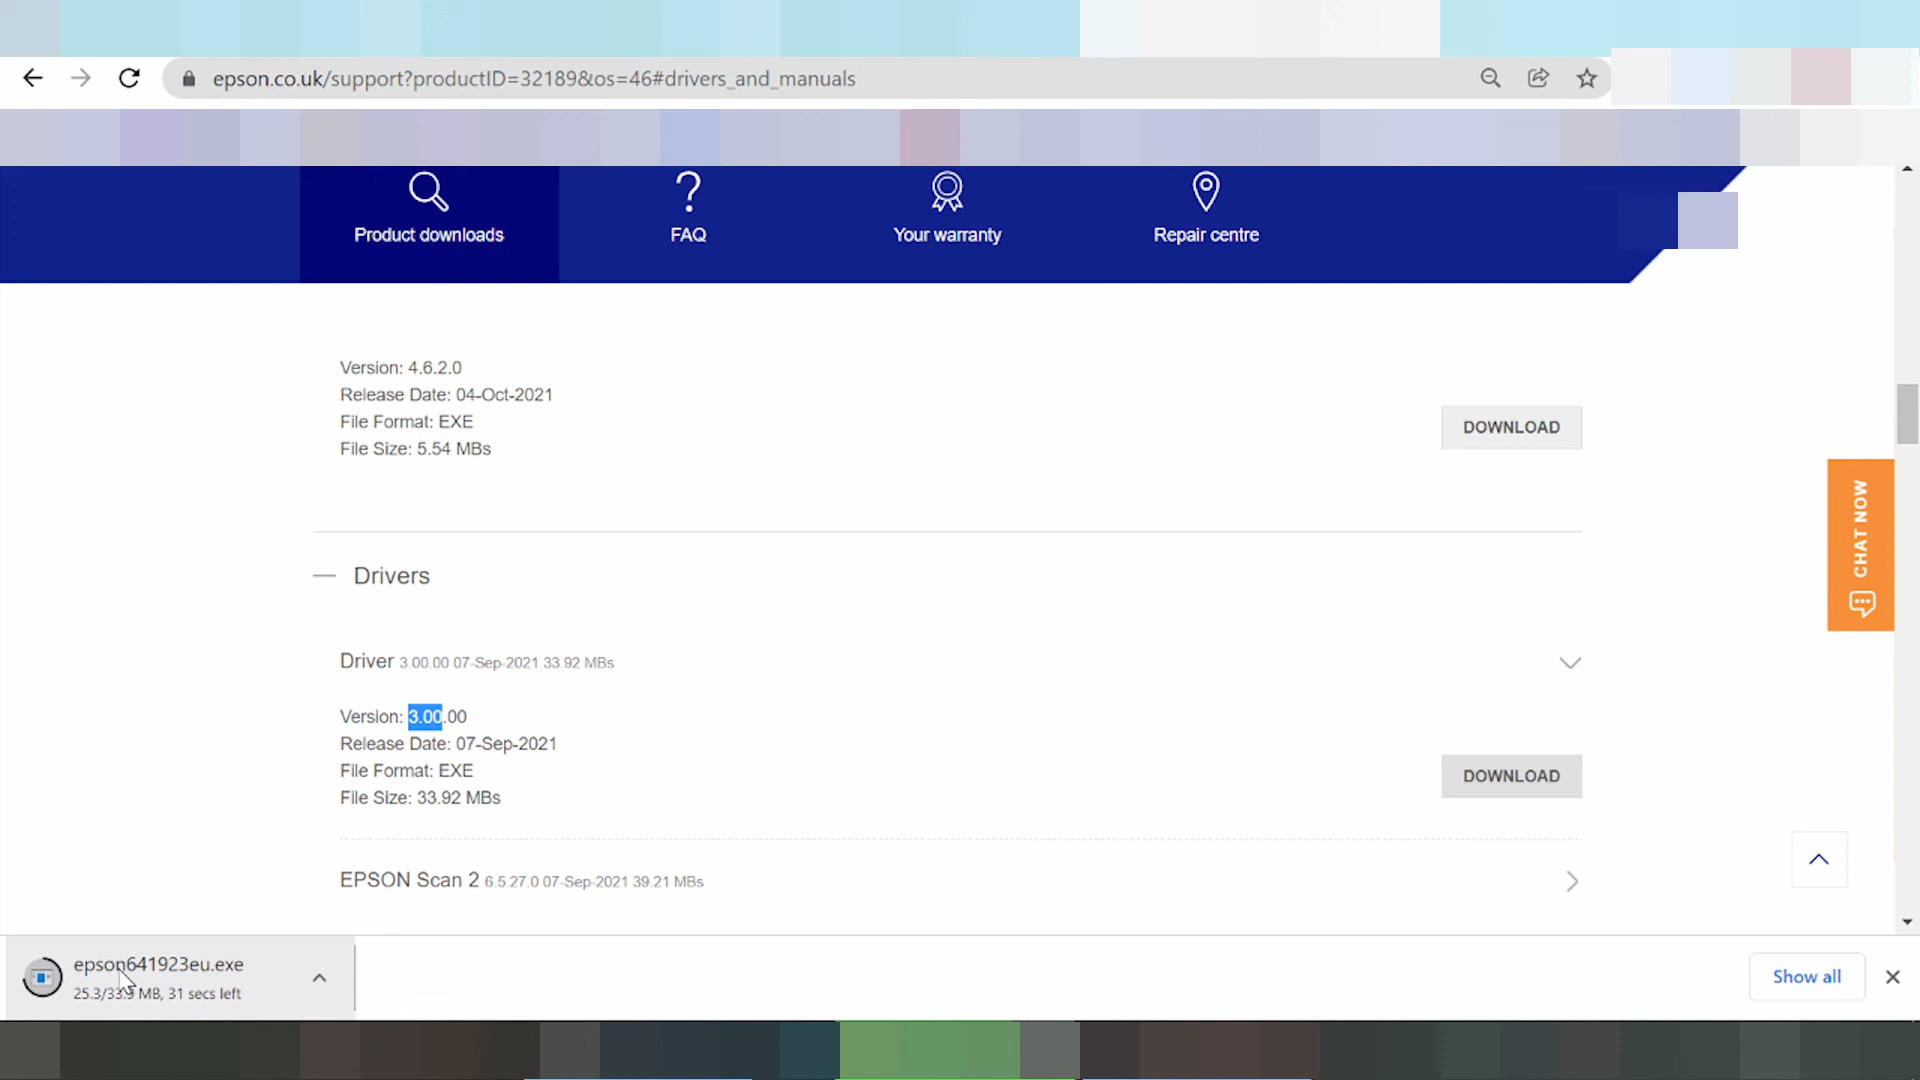 epson.co.uk/support?productID=32189&os=46#drivers_and_manuals
Product downloads
FAQ
Your warranty
Repair centre
Version: 4.6.2.0
Release Date: 04-Oct-2021
File Format: EXE
File Size: 5.54 MBs
DOWNLOAD
CHAT NOW
Drivers
Driver 3.00.00 07-Sep-2021 33.92 MBs
Version: 3.00.00
Release Date: 07-Sep-2021
File Format: EXE
File Size: 33.92 MBs
DOWNLOAD
EPSON Scan 2 6.5.27.0 07-Sep-2021 39.21 MBs
epson641923eu.exe
25.3/33.9 MB, 31 secs left
Show all